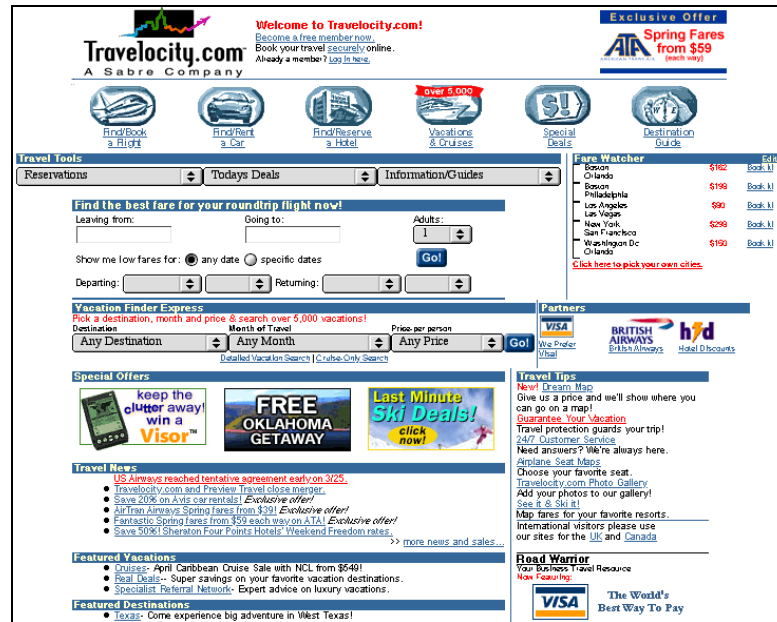 Travelocity.com
A Sabre Company
Welcome to Travelocity.com!
Become a free member now.
Book your travel securely online.
Already a member? Log in here.
Exclusive Offer
ATA
AMERICAN TRANS AIR
Spring Fares
from $59
(each way)
Find/Book
a Flight
Find/Rent
a Car
Find/Reserve
a Hotel
over 5,000
Vacations
& Cruises
$!
Special
Deals
N
W E
Destination
Guide
Travel Tools
Reservations
Todays Deals
Information/Guides
Fare Watcher Edit
Boston $162 Book It!
Orlando
Boston $198 Book It!
Philadelphia
Los Angeles $90 Book It!
Las Vegas
New York $298 Book It!
San Francisco
Washington Dc $150 Book It!
Orlando
Click here to pick your own cities.
Find the best fare for your roundtrip flight now!
Leaving from: Going to: Adults:
1
Show me low fares for: any date specific dates Go!
Departing: Returning:
Vacation Finder Express
Pick a destination, month and price & search over 5,000 vacations!
Destination Month of Travel Price per person
Any Destination Any Month Any Price Go!
Detailed Vacation Search | Cruise-Only Search
Partners
VISA
We Prefer
Visa!
BRITISH
AIRWAYS
British Airways
h*d
Hotel Discounts
Special Offers
keep the
clutter away!
win a
Visor™
FREE
OKLAHOMA
GETAWAY
Last Minute
Ski Deals!
click
now!
Travel News
US Airways reached tentative agreement early on 3/25.
Travelocity.com and Preview Travel close merger.
Save 20% on Avis car rentals! Exclusive offer!
AirTran Airways Spring fares from $39! Exclusive offer!
Fantastic Spring fares from $59 each way on ATA! Exclusive offer!
Save 50%! Sheraton Four Points Hotels' Weekend Freedom rates.
>> more news and sales...
Featured Vacations
Cruises- April Caribbean Cruise Sale with NCL from $549!
Real Deals-- Super savings on your favorite vacation destinations.
Specialist Referral Network- Expert advice on luxury vacations.
Featured Destinations
Texas- Come experience big adventure in West Texas!
Travel Tips
New! Dream Map
Give us a price and we'll show where you
can go on a map!
Guarantee Your Vacation
Travel protection guards your trip!
24/7 Customer Service
Need answers? We're always here.
Airplane Seat Maps
Choose your favorite seat.
Travelocity.com Photo Gallery
Add your photos to our gallery!
See it & Ski it!
Map fares for your favorite resorts.
International visitors please use
our sites for the UK and Canada
Road Warrior
Your Business Travel Resource
Now Featuring:
VISA
The World's
Best Way To Pay